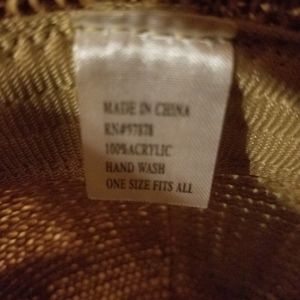 MADE IN CHINA
RN#97878
100%ACRYLIC
HAND WASH
ONE SIZE FITS ALL